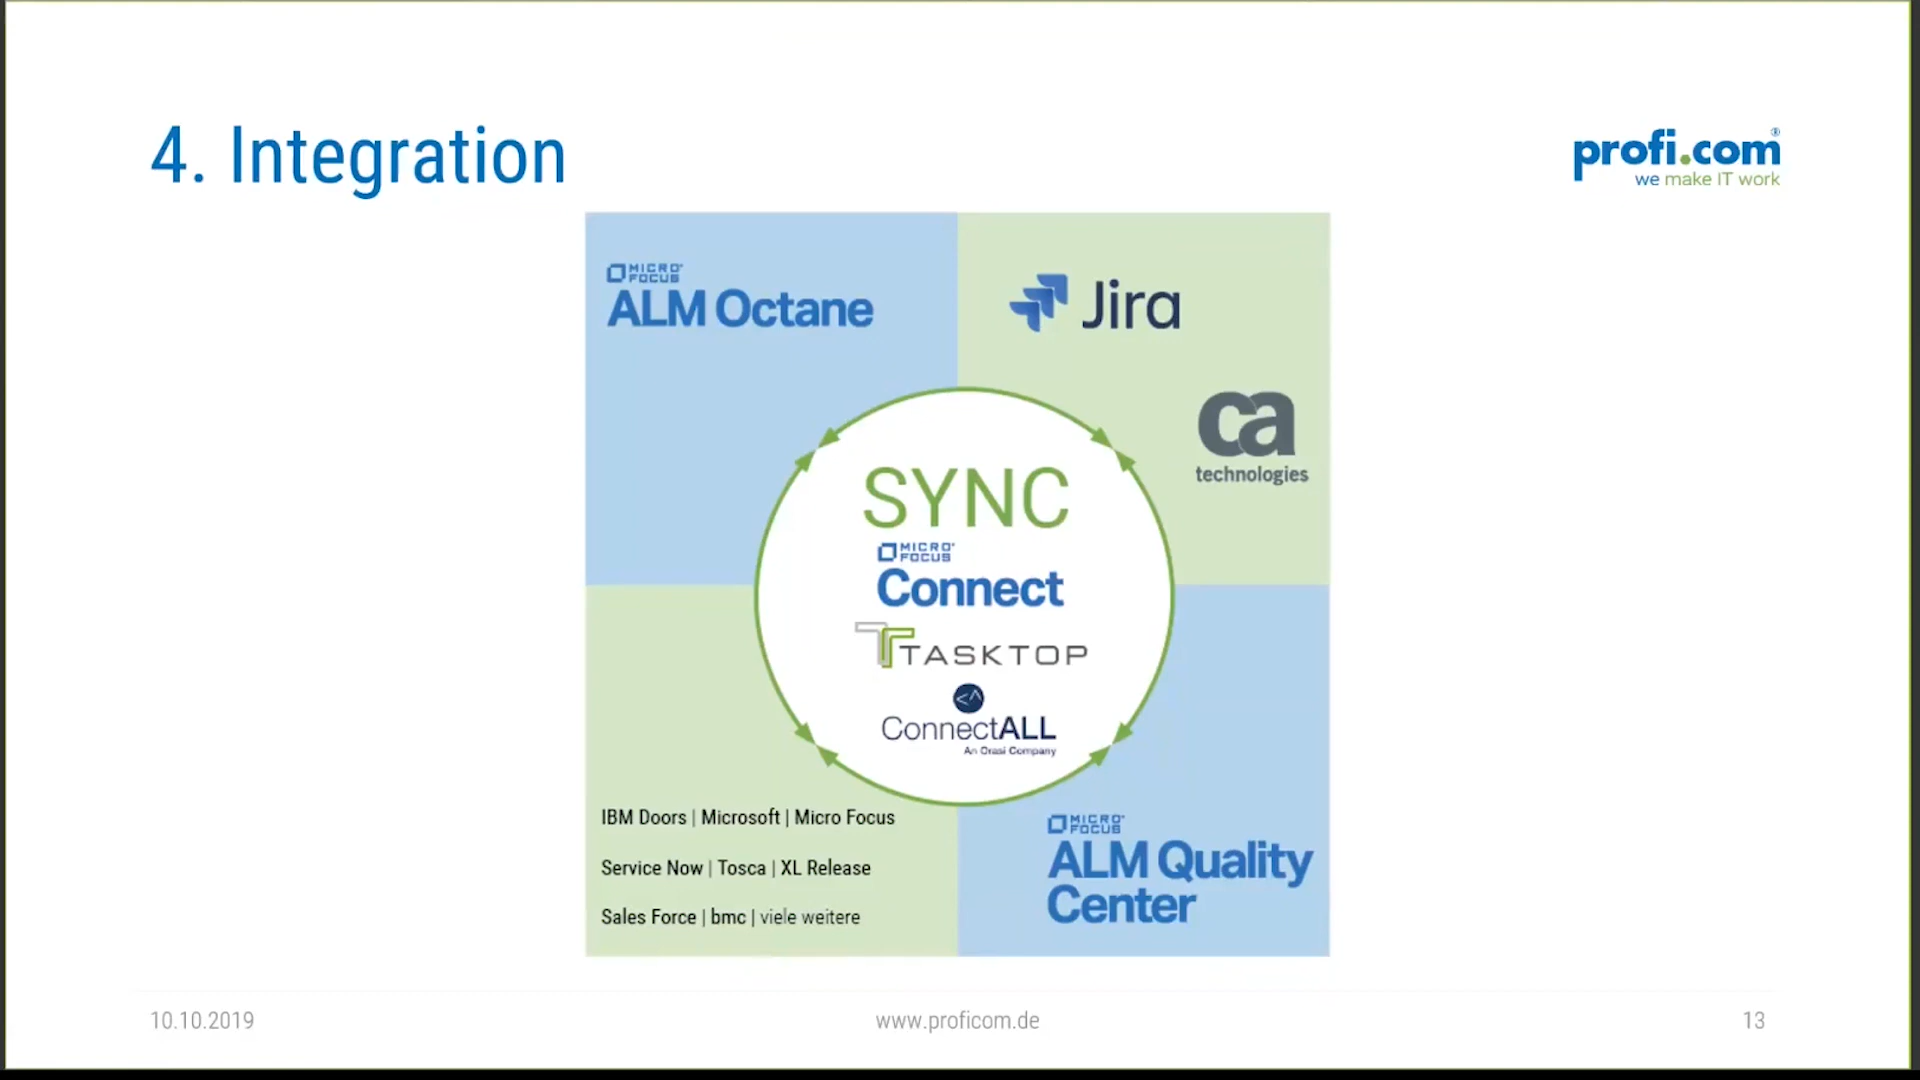 4. Integration
profi.com®
we make IT work
MICRO FOCUS
ALM Octane
Jira
ca
technologies
SYNC
MICRO FOCUS
Connect
TASKTOP
ConnectALL
An Orasi Company
IBM Doors | Microsoft | Micro Focus
Service Now | Tosca | XL Release
Sales Force | bmc | viele weitere
MICRO FOCUS
ALM Quality
Center
10.10.2019
www.proficom.de
13